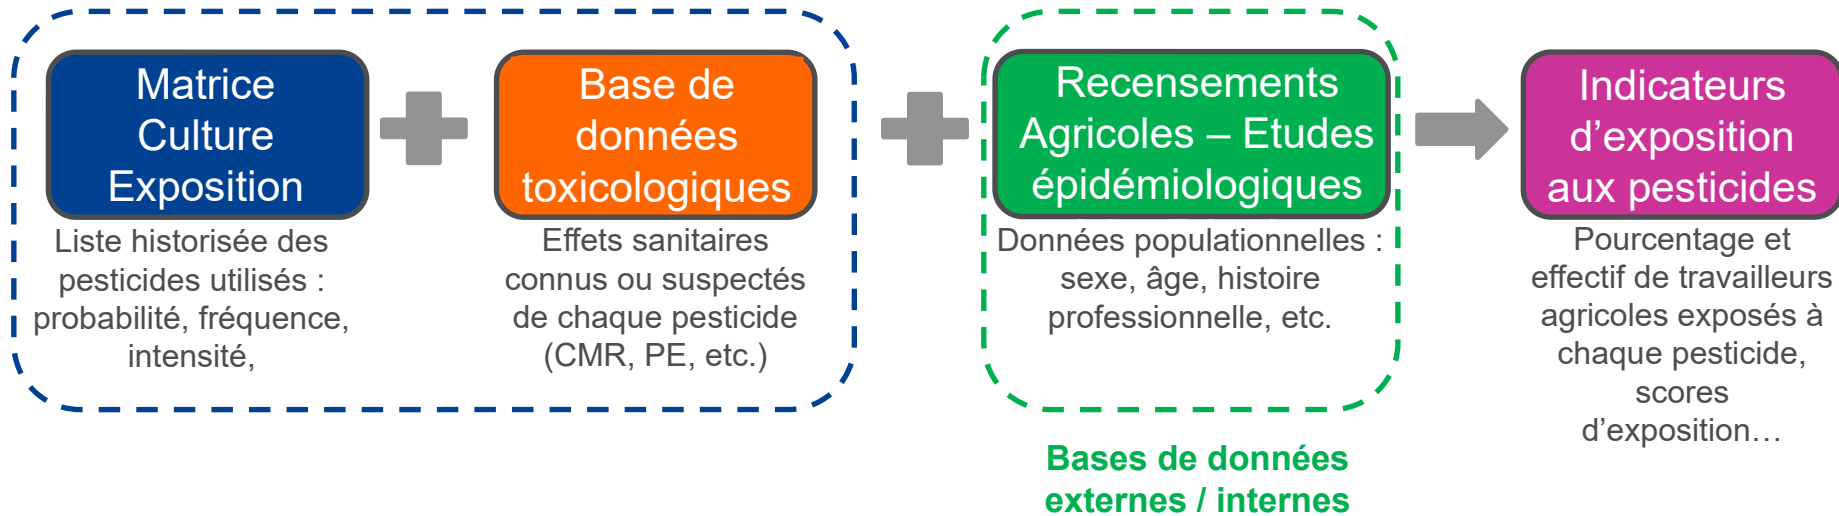 Matrice
Culture
Exposition
Liste historisée des
pesticides utilisés :
probabilité, fréquence,
intensité,
Base de
données
toxicologiques
Effets sanitaires
connus ou suspectés
de chaque pesticide
(CMR, PE, etc.)
Recensements
Agricoles – Etudes
épidémiologiques
Données populationnelles :
sexe, âge, histoire
professionnelle, etc.
Bases de données
externes / internes
Indicateurs
d’exposition
aux pesticides
Pourcentage et
effectif de travailleurs
agricoles exposés à
chaque pesticide,
scores
d’exposition…